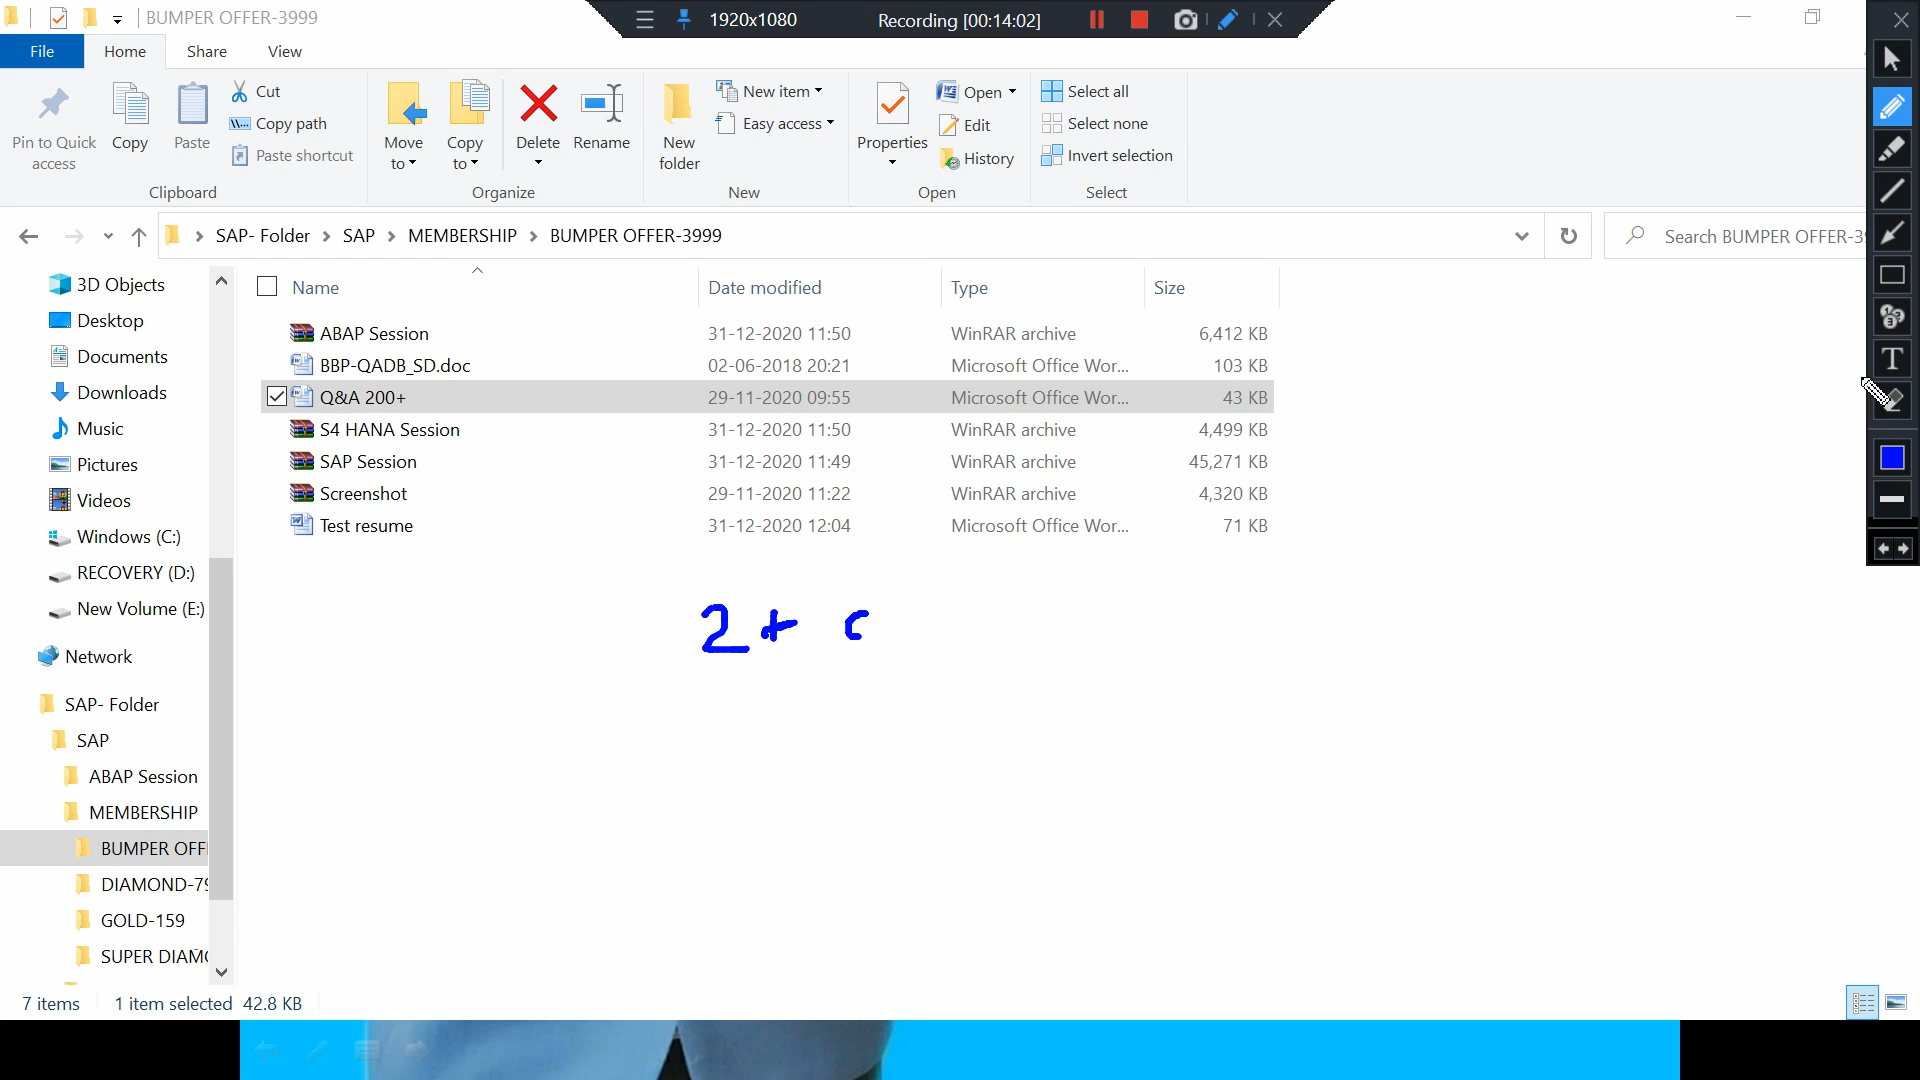 BUMPER OFFER-3999
1920x1080 Recording [00:14:02]
File Home Share View
Pin to Quick access
Copy
Paste
Cut
Copy path
Paste shortcut
Clipboard
Move to
Copy to
Delete
Rename
Organize
New folder
New item
Easy access
New
Properties
Open
Edit
History
Open
Select all
Select none
Invert selection
Select
SAP- Folder SAP MEMBERSHIP BUMPER OFFER-3999
Search BUMPER OFFER-39
3D Objects
Desktop
Documents
Downloads
Music
Pictures
Videos
Windows (C:)
RECOVERY (D:)
New Volume (E:)
Network
SAP- Folder
SAP
ABAP Session
MEMBERSHIP
BUMPER OFF
DIAMOND-79
GOLD-159
SUPER DIAM
Name Date modified Type Size
ABAP Session 31-12-2020 11:50 WinRAR archive 6,412 KB
BBP-QADB_SD.doc 02-06-2018 20:21 Microsoft Office Wor... 103 KB
Q&A 200+ 29-11-2020 09:55 Microsoft Office Wor... 43 KB
S4 HANA Session 31-12-2020 11:50 WinRAR archive 4,499 KB
SAP Session 31-12-2020 11:49 WinRAR archive 45,271 KB
Screenshot 29-11-2020 11:22 WinRAR archive 4,320 KB
Test resume 31-12-2020 12:04 Microsoft Office Wor... 71 KB
2+
7 items 1 item selected 42.8 KB